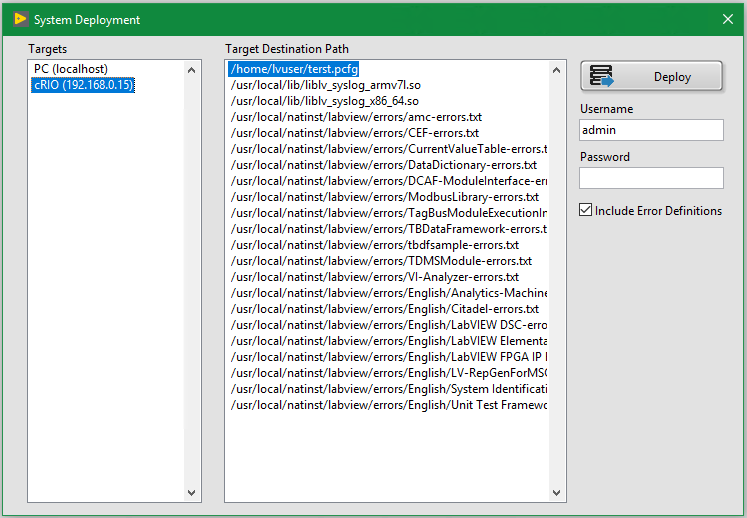 System Deployment
Targets
PC (localhost)
cRIO (192.168.0.15)
Target Destination Path
/home/lvuser/terst.pcfg
/usr/local/lib/liblv_syslog_armv7l.so
/usr/local/lib/liblv_syslog_x86_64.so
/usr/local/natinst/labview/errors/amc-errors.txt
/usr/local/natinst/labview/errors/CEF-errors.txt
/usr/local/natinst/labview/errors/CurrentValueTable-errors.t
/usr/local/natinst/labview/errors/DataDictionary-errors.txt
/usr/local/natinst/labview/errors/DCAF-ModuleInterface-err
/usr/local/natinst/labview/errors/ModbusLibrary-errors.txt
/usr/local/natinst/labview/errors/TagBusModuleExecutionIn
/usr/local/natinst/labview/errors/TBDataFramework-errors.t
/usr/local/natinst/labview/errors/tbdfsample-errors.txt
/usr/local/natinst/labview/errors/TDMSModule-errors.txt
/usr/local/natinst/labview/errors/VI-Analyzer-errors.txt
/usr/local/natinst/labview/errors/English/Analytics-Machine
/usr/local/natinst/labview/errors/English/Citadel-errors.txt
/usr/local/natinst/labview/errors/English/LabVIEW DSC-erro
/usr/local/natinst/labview/errors/English/LabVIEW Elementa
/usr/local/natinst/labview/errors/English/LabVIEW FPGA IP
/usr/local/natinst/labview/errors/English/LV-RepGenForMSO
/usr/local/natinst/labview/errors/English/System Identificati
/usr/local/natinst/labview/errors/English/Unit Test Framewo
Deploy
Username
admin
Password
Include Error Definitions